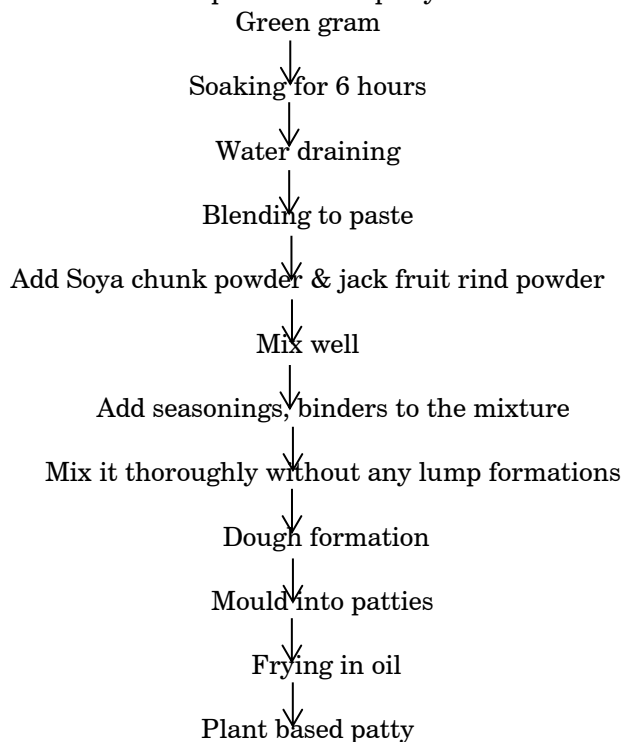 Green gram
Soaking for 6 hours
Water draining
Blending to paste
Add Soya chunk powder & jack fruit rind powder
Mix well
Add seasonings, binders to the mixture
Mix it thoroughly without any lump formations
Dough formation
Mould into patties
Frying in oil
Plant based patty